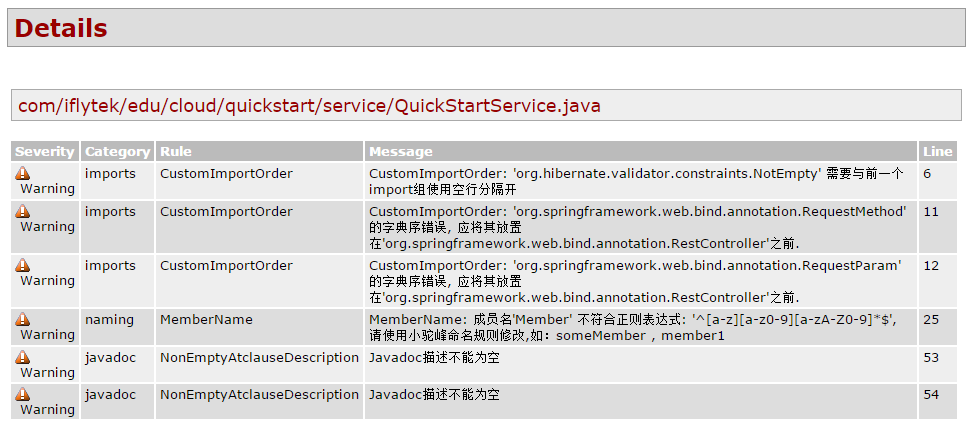 Details
com/iflytek/edu/cloud/quickstart/service/QuickStartService.java
Severity Category Rule Message Line
Warning imports CustomImportOrder CustomImportOrder: 'org.hibernate.validator.constraints.NotEmpty' 需要与前一个 6
import组使用空行分隔开
Warning imports CustomImportOrder CustomImportOrder: 'org.springframework.web.bind.annotation.RequestMethod' 11
的字典序错误, 应将其放置
在'org.springframework.web.bind.annotation.RestController'之前.
Warning imports CustomImportOrder CustomImportOrder: 'org.springframework.web.bind.annotation.RequestParam' 12
的字典序错误, 应将其放置
在'org.springframework.web.bind.annotation.RestController'之前.
Warning naming MemberName MemberName: 成员名'Member' 不符合正则表达式: '^[a-z][a-z0-9][a-zA-Z0-9]*$', 25
请使用小驼峰命名规则修改,如：someMember , member1
Warning javadoc NonEmptyAtclauseDescription Javadoc描述不能为空 53
Warning javadoc NonEmptyAtclauseDescription Javadoc描述不能为空 54